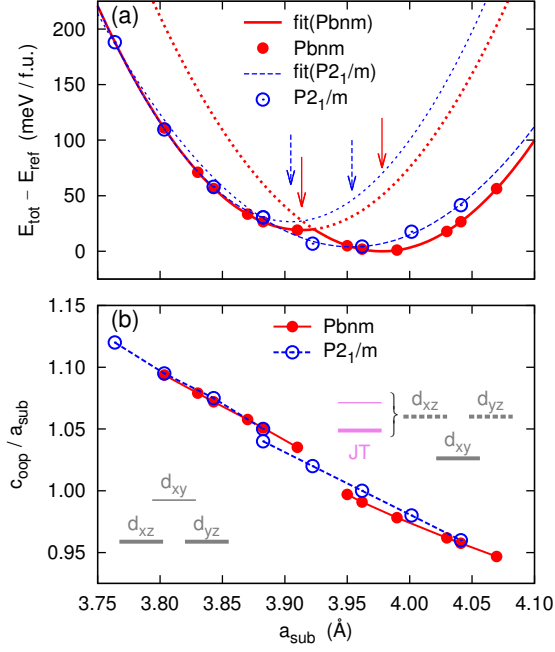 (a)
fit(Pbnm)
Pbnm
fit(P2₁/m)
P2₁/m
E_tot − E_ref (meV / f.u.)
200
150
100
50
0
(b)
Pbnm
P2₁/m
c_oop / a_sub
1.15
1.10
1.05
1.00
0.95
d_xz d_yz
JT
d_xy
d_xy
d_xz d_yz
3.75 3.80 3.85 3.90 3.95 4.00 4.05 4.10
a_sub (Å)